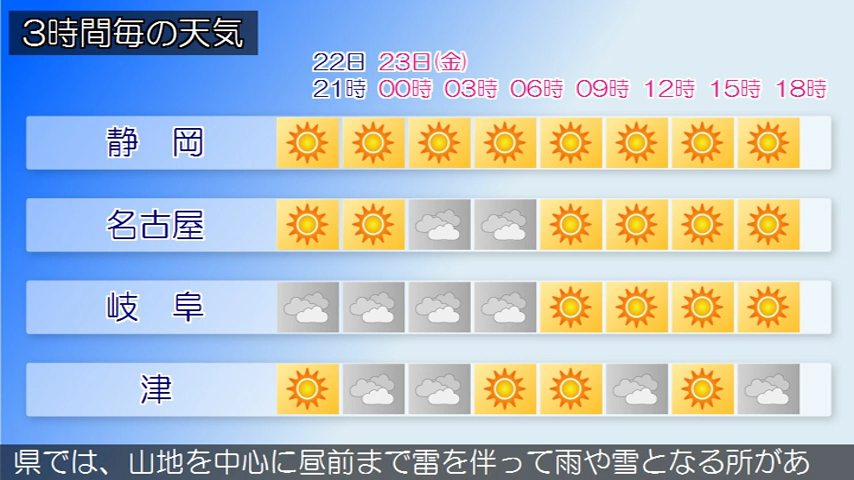 3時間毎の天気
22日 23日(金)
21時 00時 03時 06時 09時 12時 15時 18時
静　岡
名古屋
岐　阜
津
県では、山地を中心に昼前まで雷を伴って雨や雪となる所があ